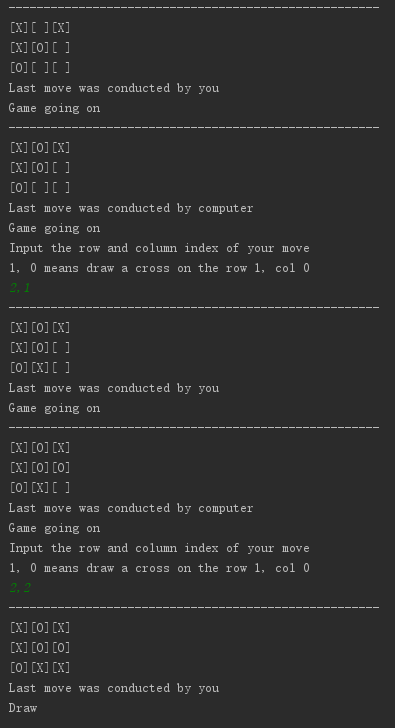 ------------------------------------------------------
[X][ ][X]
[X][O][ ]
[O][ ][ ]
Last move was conducted by you
Game going on
------------------------------------------------------
[X][O][X]
[X][O][ ]
[O][ ][ ]
Last move was conducted by computer
Game going on
Input the row and column index of your move
1, 0 means draw a cross on the row 1, col 0
2,1
------------------------------------------------------
[X][O][X]
[X][O][ ]
[O][X][ ]
Last move was conducted by you
Game going on
------------------------------------------------------
[X][O][X]
[X][O][O]
[O][X][ ]
Last move was conducted by computer
Game going on
Input the row and column index of your move
1, 0 means draw a cross on the row 1, col 0
2,2
------------------------------------------------------
[X][O][X]
[X][O][O]
[O][X][X]
Last move was conducted by you
Draw